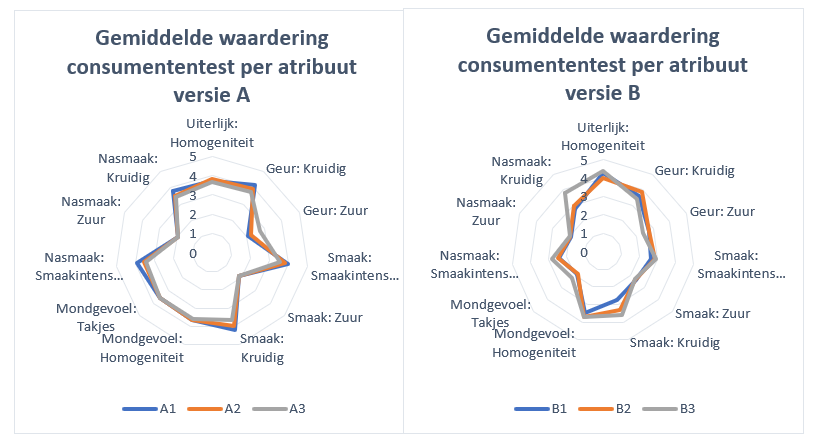 Gemiddelde waardering
consumententest per atribuut
versie A
Uiterlijk:
Homogeniteit
Geur: Kruidig
Geur: Zuur
Smaak:
Smaakintens…
Smaak: Zuur
Smaak:
Kruidig
Mondgevoel:
Homogeniteit
Mondgevoel:
Takjes
Nasmaak:
Smaakintens…
Nasmaak:
Zuur
Nasmaak:
Kruidig
5
4
3
2
1
0
A1 A2 A3
Gemiddelde waardering
consumententest per atribuut
versie B
Uiterlijk:
Homogeniteit
Geur: Kruidig
Geur: Zuur
Smaak:
Smaakintens…
Smaak: Zuur
Smaak: Kruidig
Mondgevoel:
Homogeniteit
Mondgevoel:
Takjes
Nasmaak:
Smaakintens…
Nasmaak:
Zuur
Nasmaak:
Kruidig
5
4
3
2
1
0
B1 B2 B3